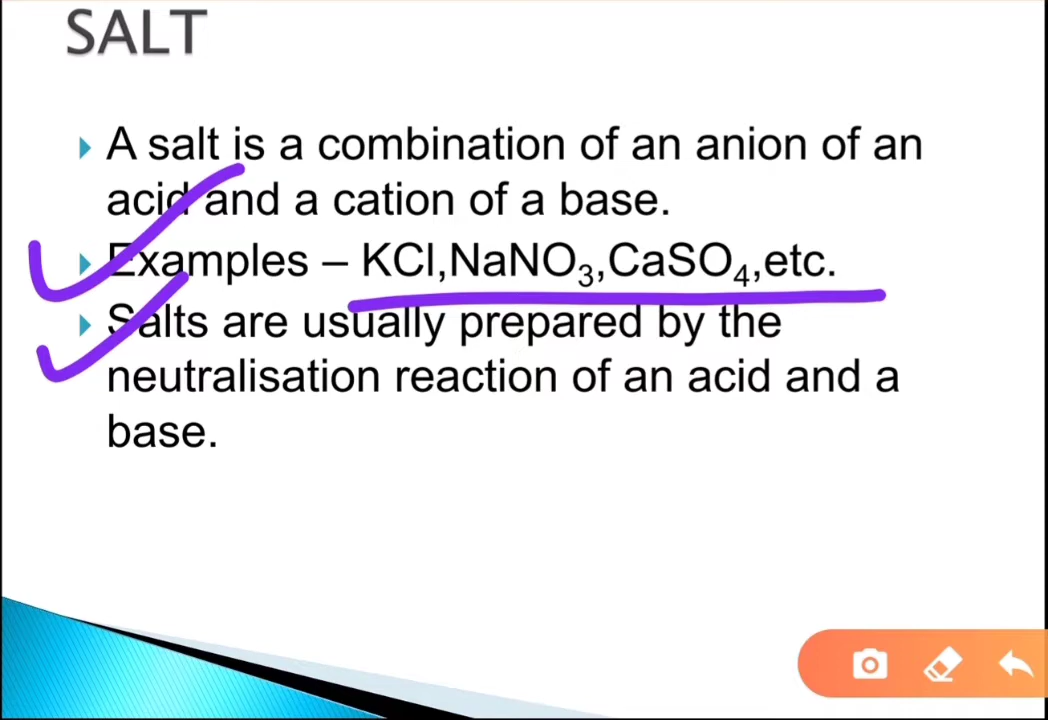 SALT
A salt is a combination of an anion of an
acid and a cation of a base.
Examples – KCl,NaNO₃,CaSO₄,etc.
Salts are usually prepared by the
neutralisation reaction of an acid and a
base.